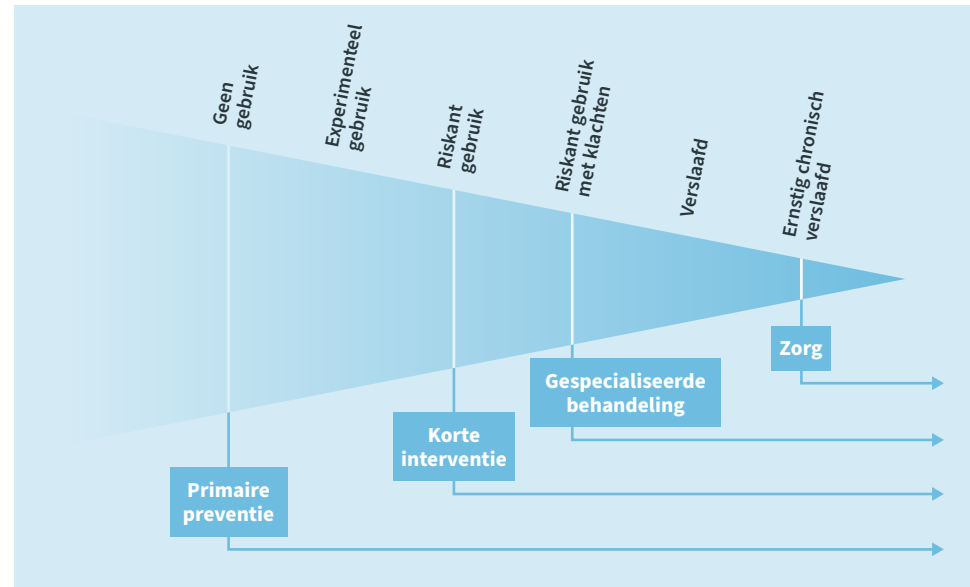 Geen
gebruik
Experimenteel
gebruik
Riskant
gebruik
Riskant gebruik
met klachten
Verslaafd
Ernstig chronisch
verslaafd
Zorg
Gespecialiseerde
behandeling
Korte
interventie
Primaire
preventie